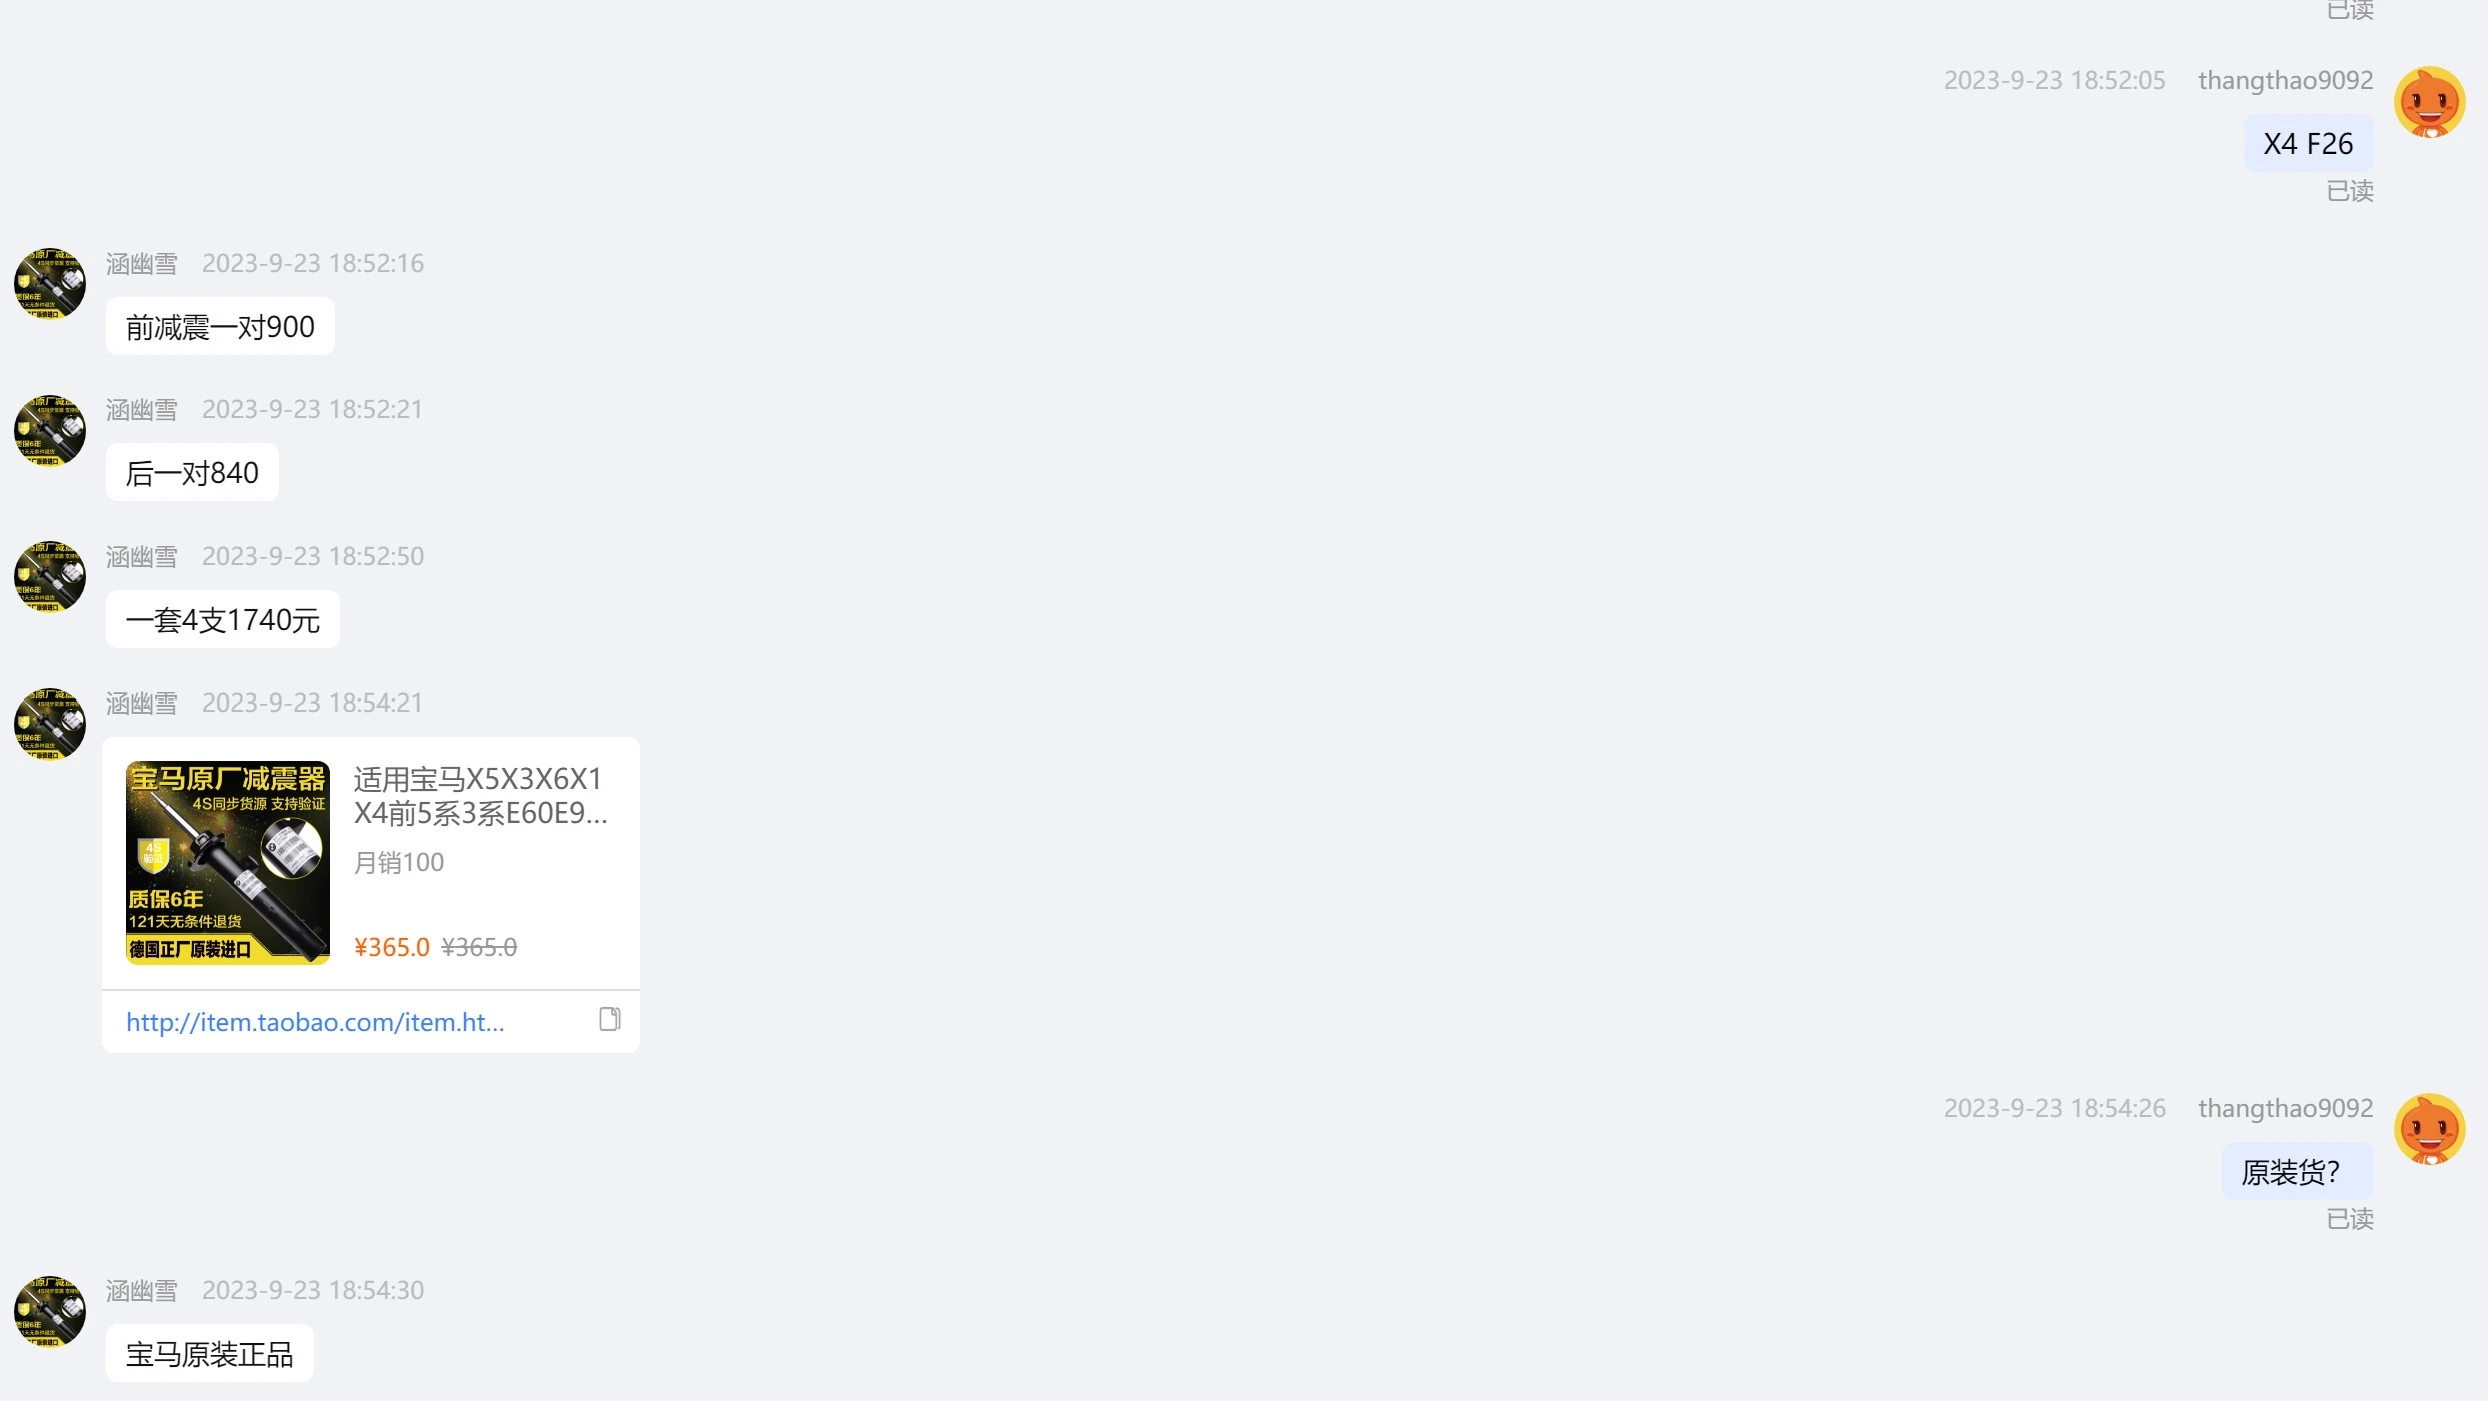 已读
2023-9-23 18:52:05 thangthao9092
X4 F26
已读
涵幽雪 2023-9-23 18:52:16
前减震一对900
涵幽雪 2023-9-23 18:52:21
后一对840
涵幽雪 2023-9-23 18:52:50
一套4支1740元
涵幽雪 2023-9-23 18:54:21
宝马原厂减震器
4S同步货源 支持验证
4S
验证
质保6年
121天无条件退货
德国正厂原装进口
适用宝马X5X3X6X1
X4前5系3系E60E9...
月销100
¥365.0 ¥365.0
http://item.taobao.com/item.ht...
2023-9-23 18:54:26 thangthao9092
原装货？
已读
涵幽雪 2023-9-23 18:54:30
宝马原装正品